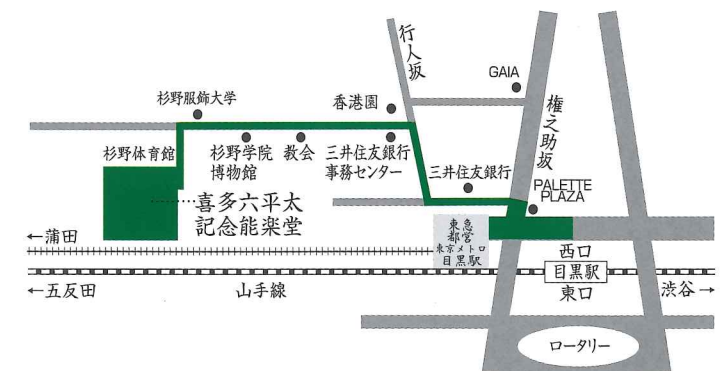 行人坂
GAIA
杉野服飾大学
香港園
権之助坂
杉野体育館
杉野学院
博物館
教会
三井住友銀行
事務センター
三井住友銀行
PALETTE
PLAZA
喜多六平太
記念能楽堂
東急
都営
東京メトロ
目黒駅
←蒲田
西口
目黒駅
東口
←五反田
山手線
渋谷→
ロータリー